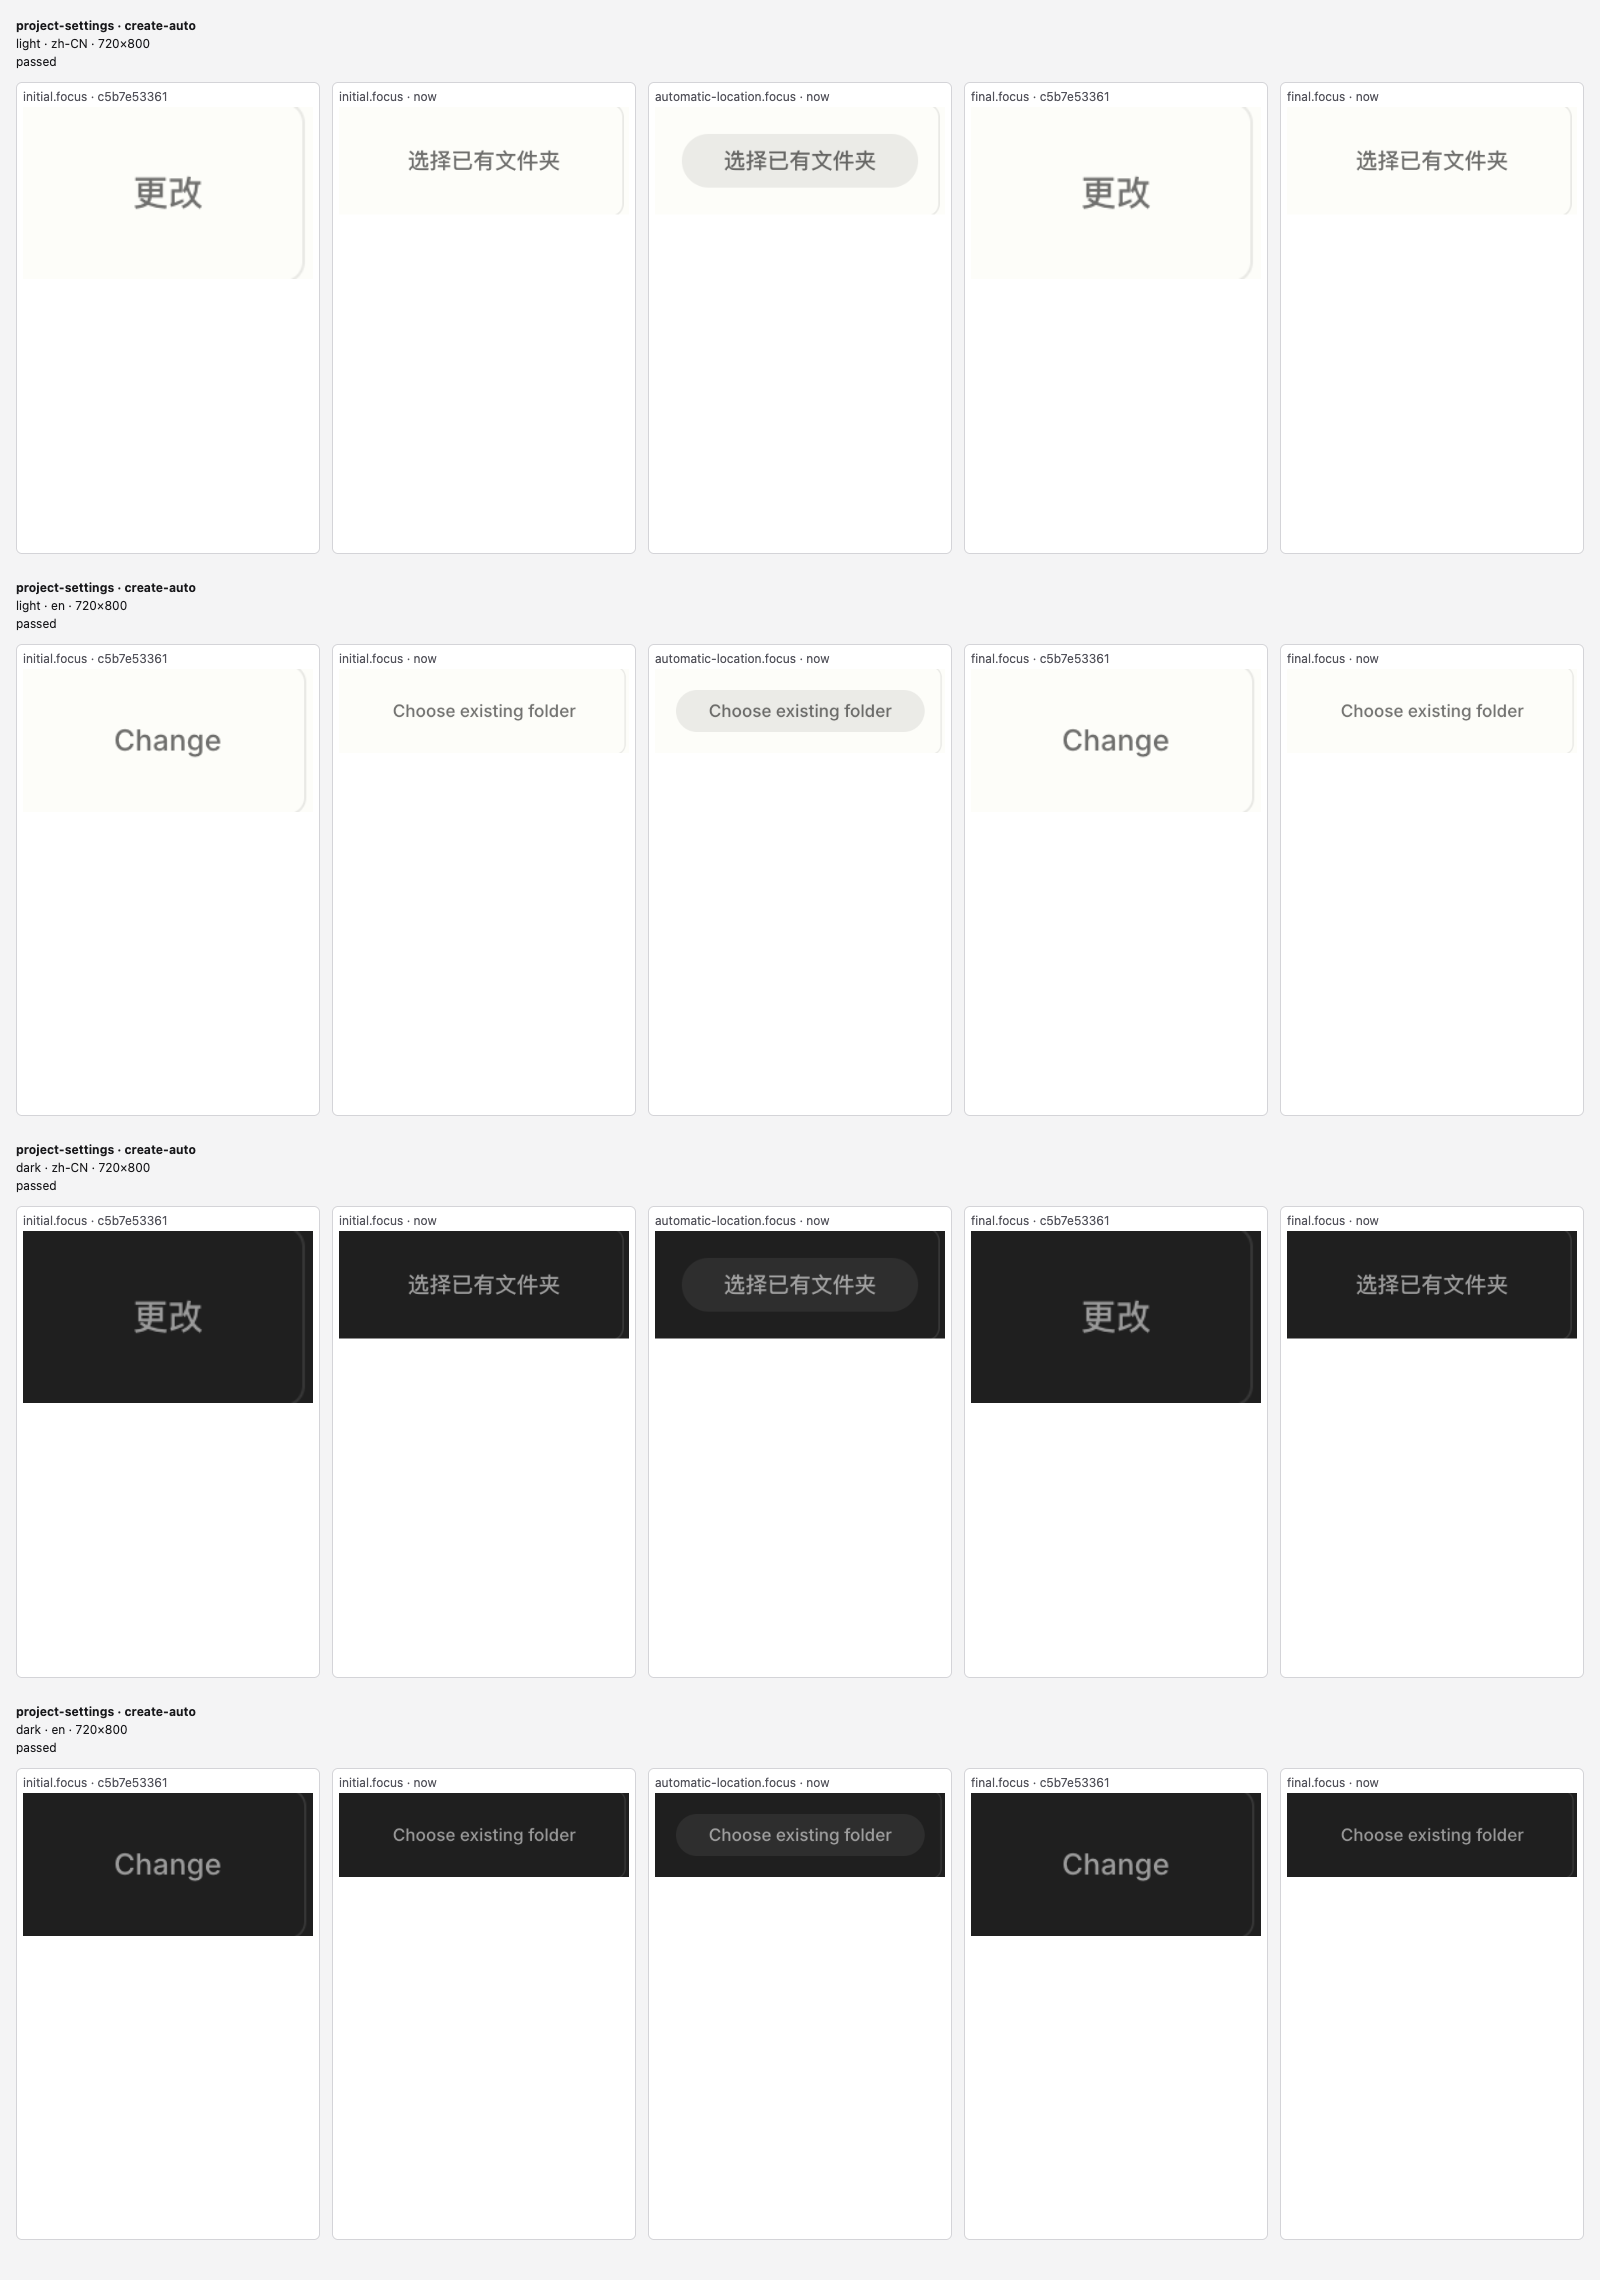 project-settings · create-auto
light · zh-CN · 720×800
passed
initial.focus · c5b7e53361
更改
initial.focus · now
选择已有文件夹
automatic-location.focus · now
选择已有文件夹
final.focus · c5b7e53361
更改
final.focus · now
选择已有文件夹
project-settings · create-auto
light · en · 720×800
passed
initial.focus · c5b7e53361
Change
initial.focus · now
Choose existing folder
automatic-location.focus · now
Choose existing folder
final.focus · c5b7e53361
Change
final.focus · now
Choose existing folder
project-settings · create-auto
dark · zh-CN · 720×800
passed
initial.focus · c5b7e53361
更改
initial.focus · now
选择已有文件夹
automatic-location.focus · now
选择已有文件夹
final.focus · c5b7e53361
更改
final.focus · now
选择已有文件夹
project-settings · create-auto
dark · en · 720×800
passed
initial.focus · c5b7e53361
Change
initial.focus · now
Choose existing folder
automatic-location.focus · now
Choose existing folder
final.focus · c5b7e53361
Change
final.focus · now
Choose existing folder